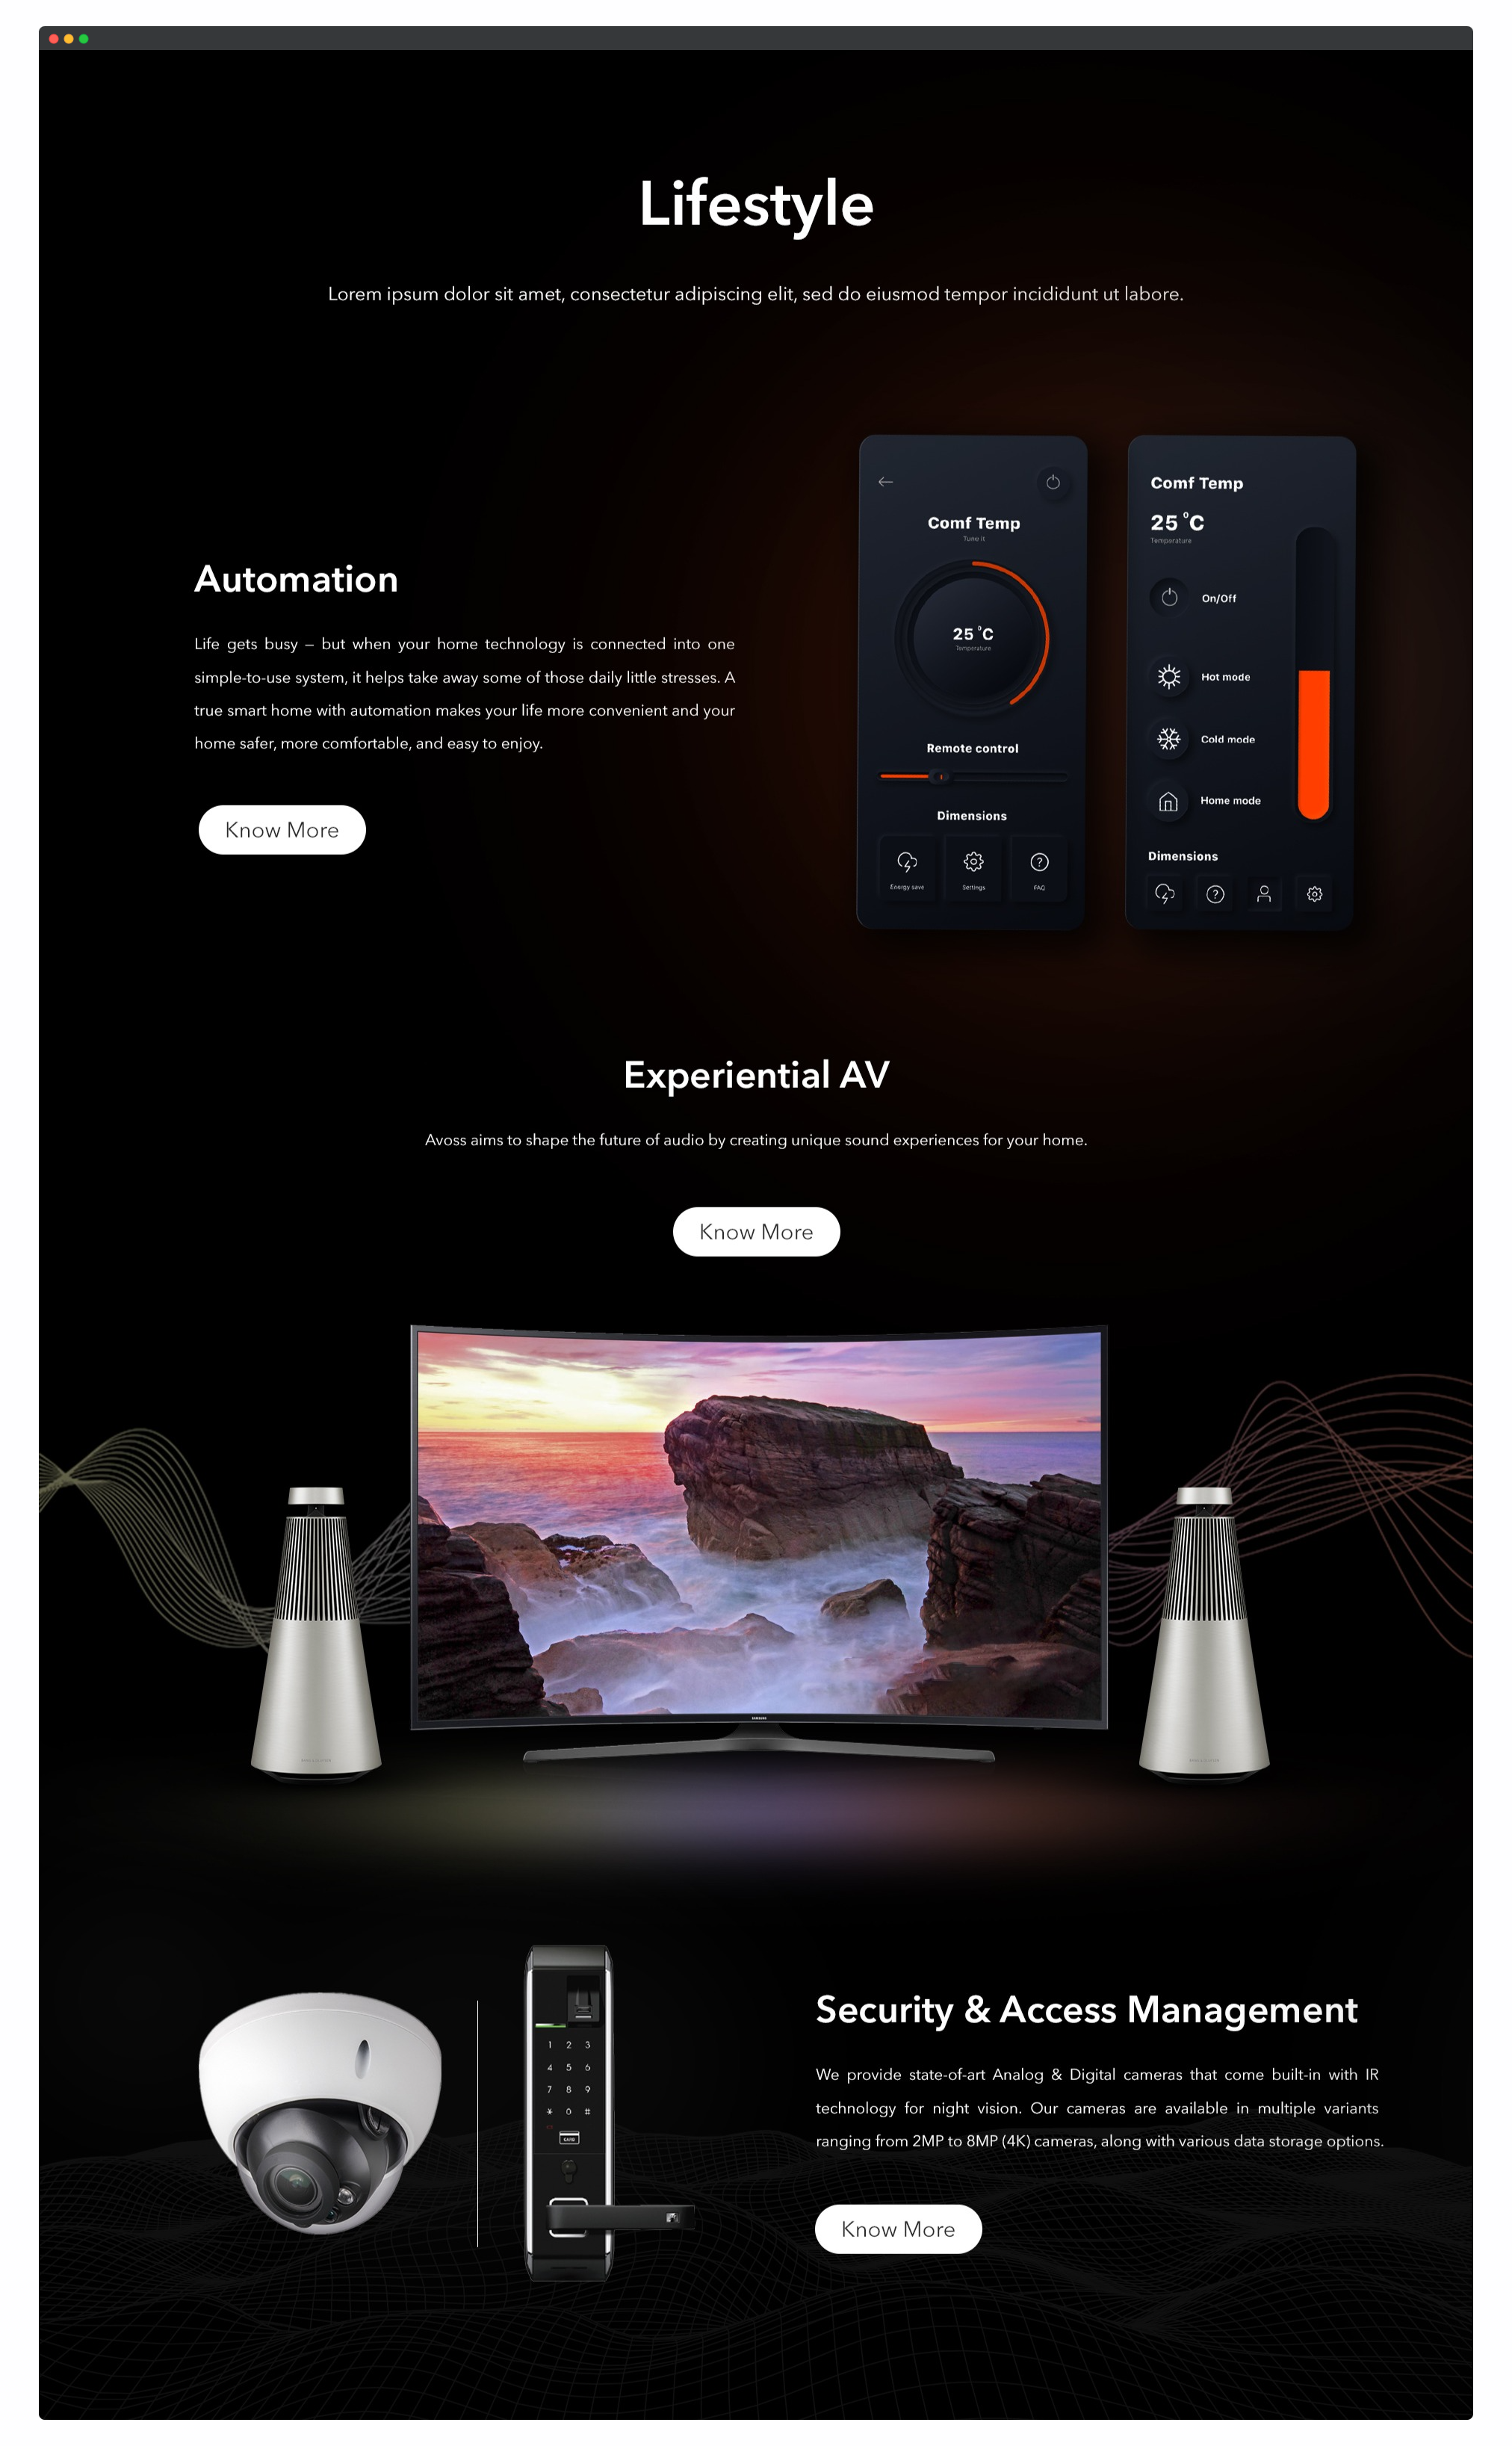 Lifestyle
Lorem ipsum dolor sit amet, consectetur adipiscing elit, sed do eiusmod tempor incididunt ut labore.
Automation
Life gets busy – but when your home technology is connected into one
simple-to-use system, it helps take away some of those daily little stresses. A
true smart home with automation makes your life more convenient and your
home safer, more comfortable, and easy to enjoy.
Know More
Comf Temp
Tune it
25 °C
Temperature
Remote control
Dimensions
Energy save
Settings
FAQ
Comf Temp
25 °C
Temperature
On/Off
Hot mode
Cold mode
Home mode
Dimensions
Experiential AV
Avoss aims to shape the future of audio by creating unique sound experiences for your home.
Know More
SAMSUNG
1 2 3
4 5 6
7 8 9
* 0 #
CARD
Security & Access Management
We provide state-of-art Analog & Digital cameras that come built-in with IR
technology for night vision. Our cameras are available in multiple variants
ranging from 2MP to 8MP (4K) cameras, along with various data storage options.
Know More